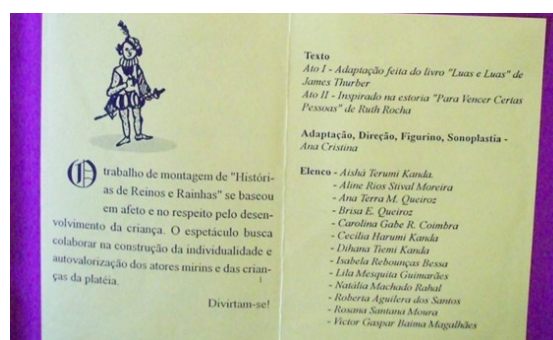 O trabalho de montagem de "Históri-
as de Reinos e Rainhas" se baseou
em afeto e no respeito pelo desen-
volvimento da criança. O espetáculo busca
colaborar na construção da individualidade e
autovalorização dos atores mirins e das crian-
ças da platéia.
Divirtam-se!
Texto
Ato I - Adaptação feita do livro "Luas e Luas" de
James Thurber
Ato II - Inspirado na estoria "Para Vencer Certas
Pessoas" de Ruth Rocha
Adaptação, Direção, Figurino, Sonoplastia -
Ana Cristina
Elenco - Aishá Terumi Kanda.
- Aline Rios Stival Moreira
- Ana Terra M. Queiroz
- Brisa E. Queiroz
- Carolina Gabe R. Coimbra
- Cecília Harumi Kanda
- Dihana Tiemi Kanda
- Isabela Rebounças Bessa
- Lila Mesquita Guimarães
- Natália Machado Rahal
- Roberta Aguilera dos Santos
- Rosana Santana Moura
- Victor Gaspar Baima Magalhães